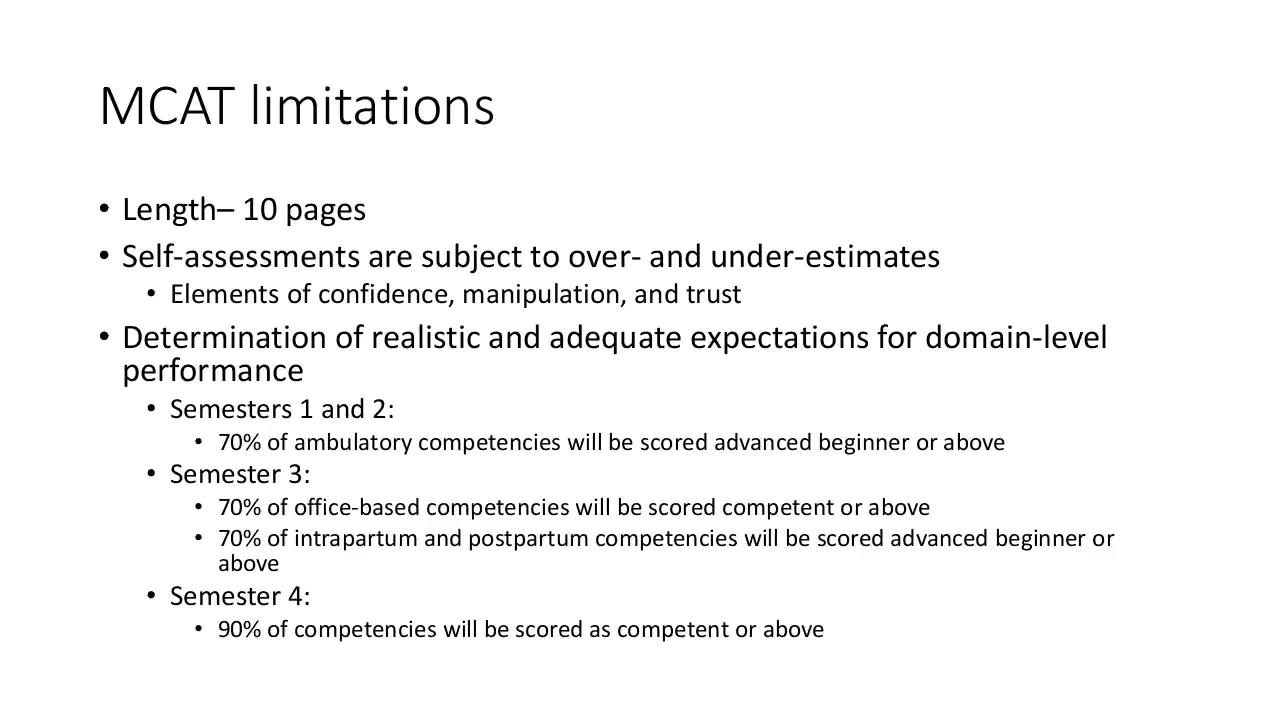 MCAT limitations
• Length– 10 pages
• Self-assessments are subject to over- and under-estimates
• Elements of confidence, manipulation, and trust
• Determination of realistic and adequate expectations for domain-level
performance
• Semesters 1 and 2:
• 70% of ambulatory competencies will be scored advanced beginner or above
• Semester 3:
• 70% of office-based competencies will be scored competent or above
• 70% of intrapartum and postpartum competencies will be scored advanced beginner or
above
• Semester 4:
• 90% of competencies will be scored as competent or above